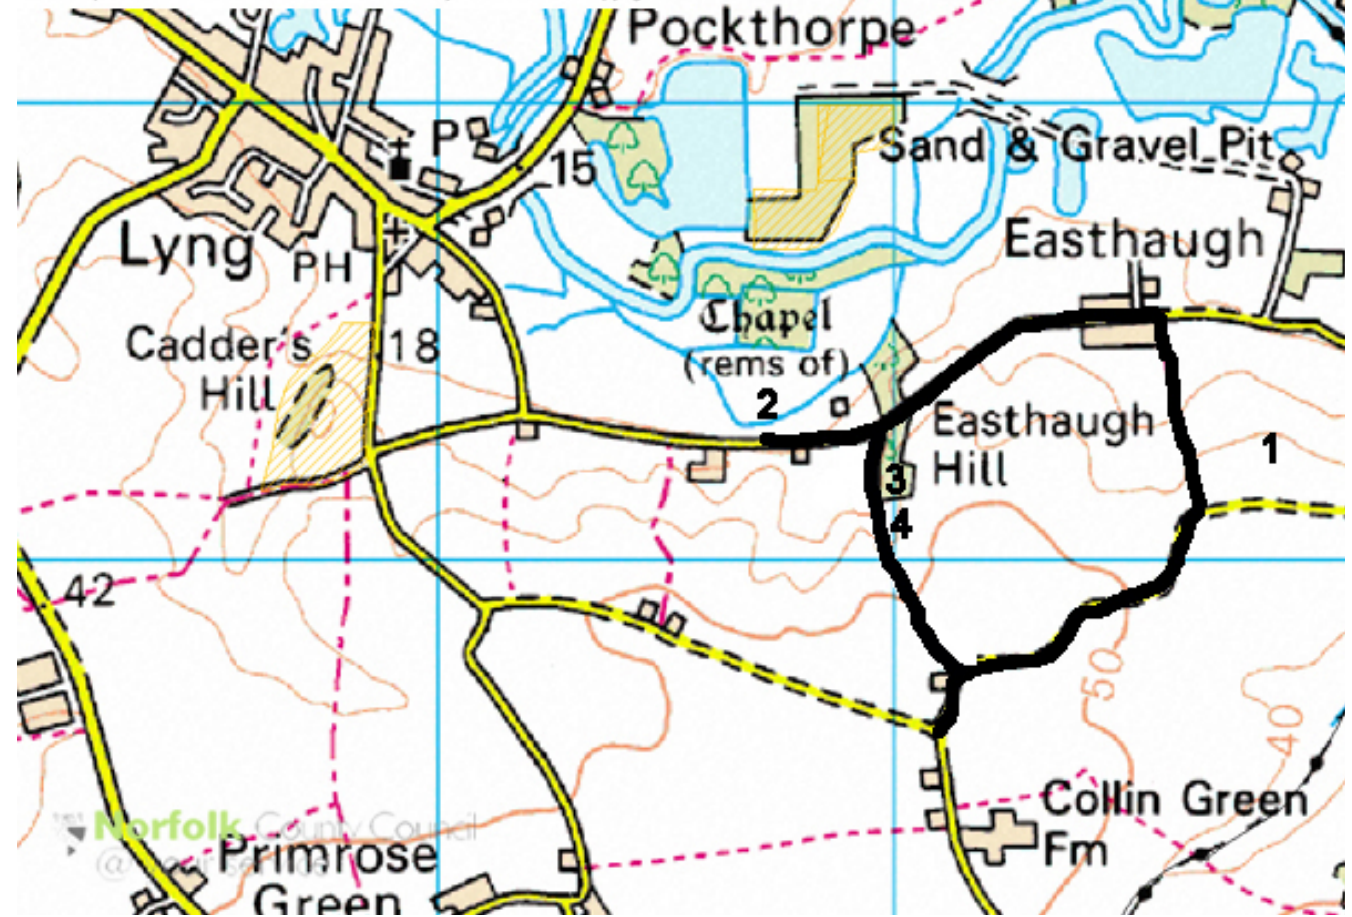 Pockthorpe
P
15
Sand & Gravel Pit
Lyng
PH
Easthaugh
Chapel
(rems of)
18
Cadder's
Hill
2
Easthaugh
Hill
1
3
4
42
50
40
Collin Green
Fm
Norfolk County Council
Primrose
Green